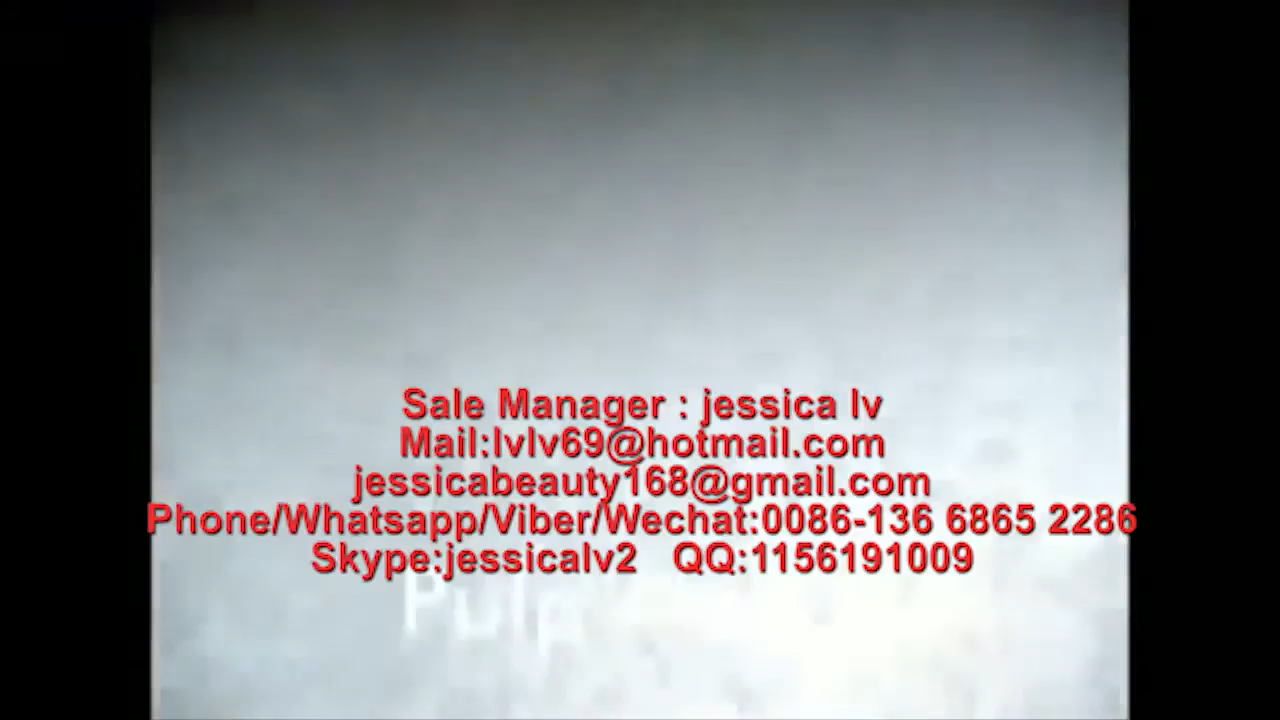 Sale Manager : jessica lv
Mail:lvlv69@hotmail.com
jessicabeauty168@gmail.com
Phone/Whatsapp/Viber/Wechat:0086-136 6865 2286
Skype:jessicalv2 QQ:1156191009
Pulp